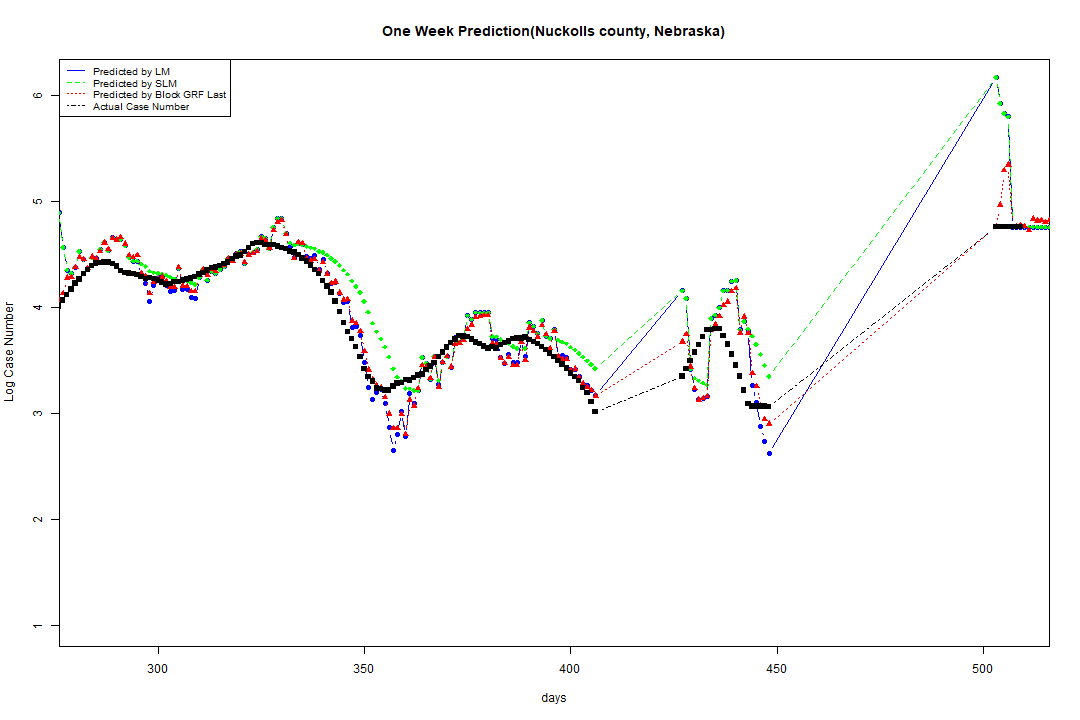 One Week Prediction(Nuckolls county, Nebraska)
Predicted by LM
Predicted by SLM
Predicted by Block GRF Last
Actual Case Number
Log Case Number
6
5
4
3
2
1
300 350 400 450 500
days